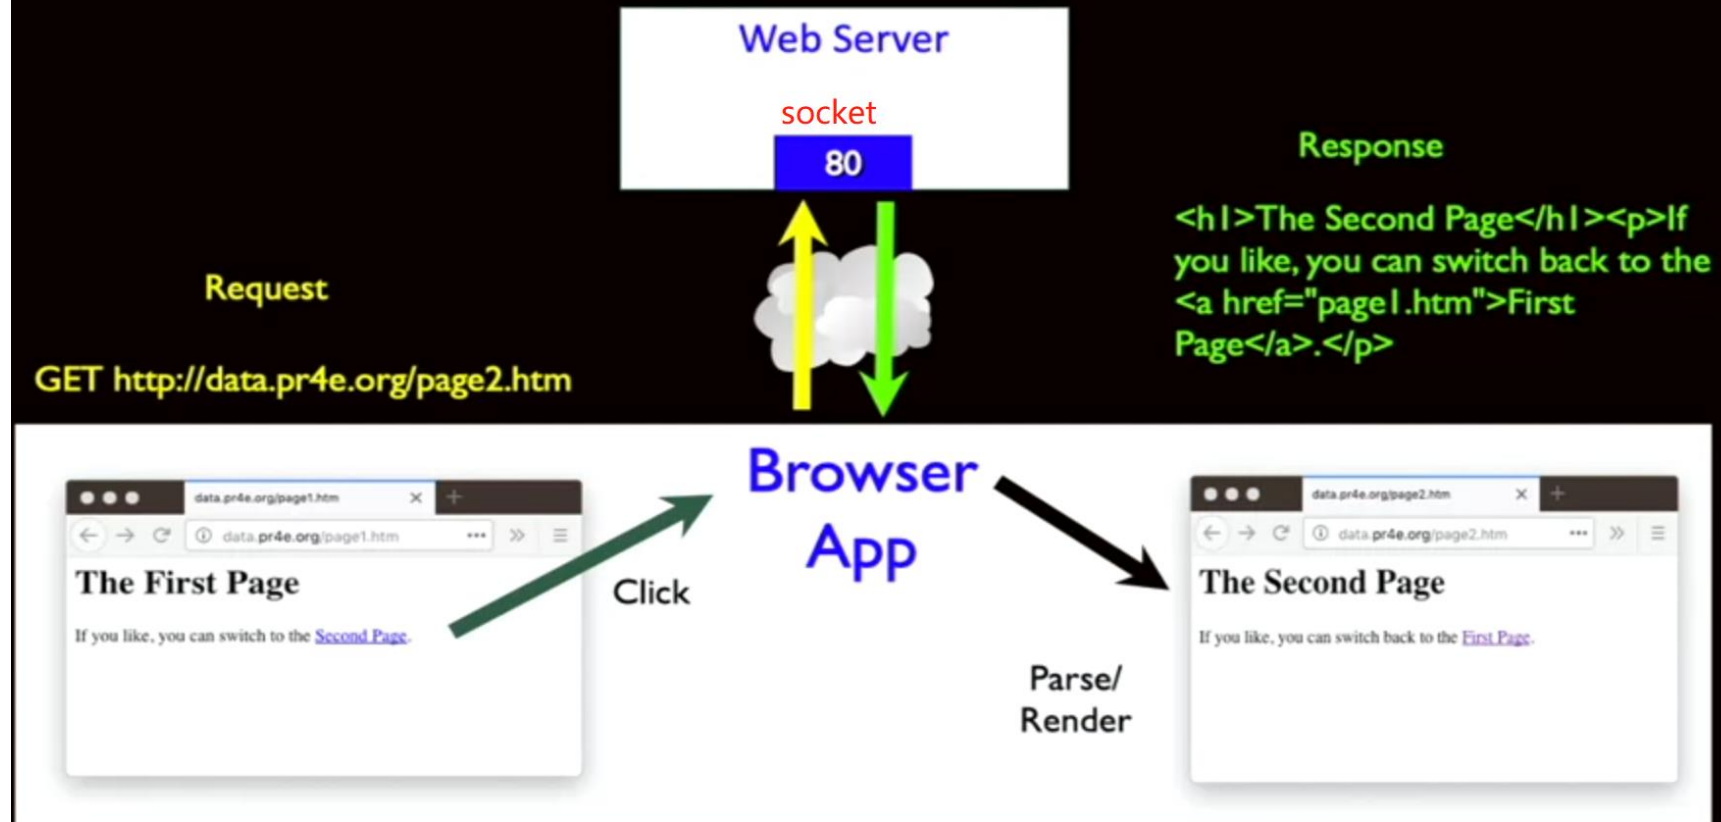 Web Server
socket
80
Response
<h1>The Second Page</h1><p>If
you like, you can switch back to the
<a href="page1.htm">First
Page</a>.</p>
Request
GET http://data.pr4e.org/page2.htm
Browser
App
data.pr4e.org/page1.htm
data.pr4e.org/page1.htm
The First Page
If you like, you can switch to the Second Page.
Click
Parse/
Render
data.pr4e.org/page2.htm
data.pr4e.org/page2.htm
The Second Page
If you like, you can switch back to the First Page.